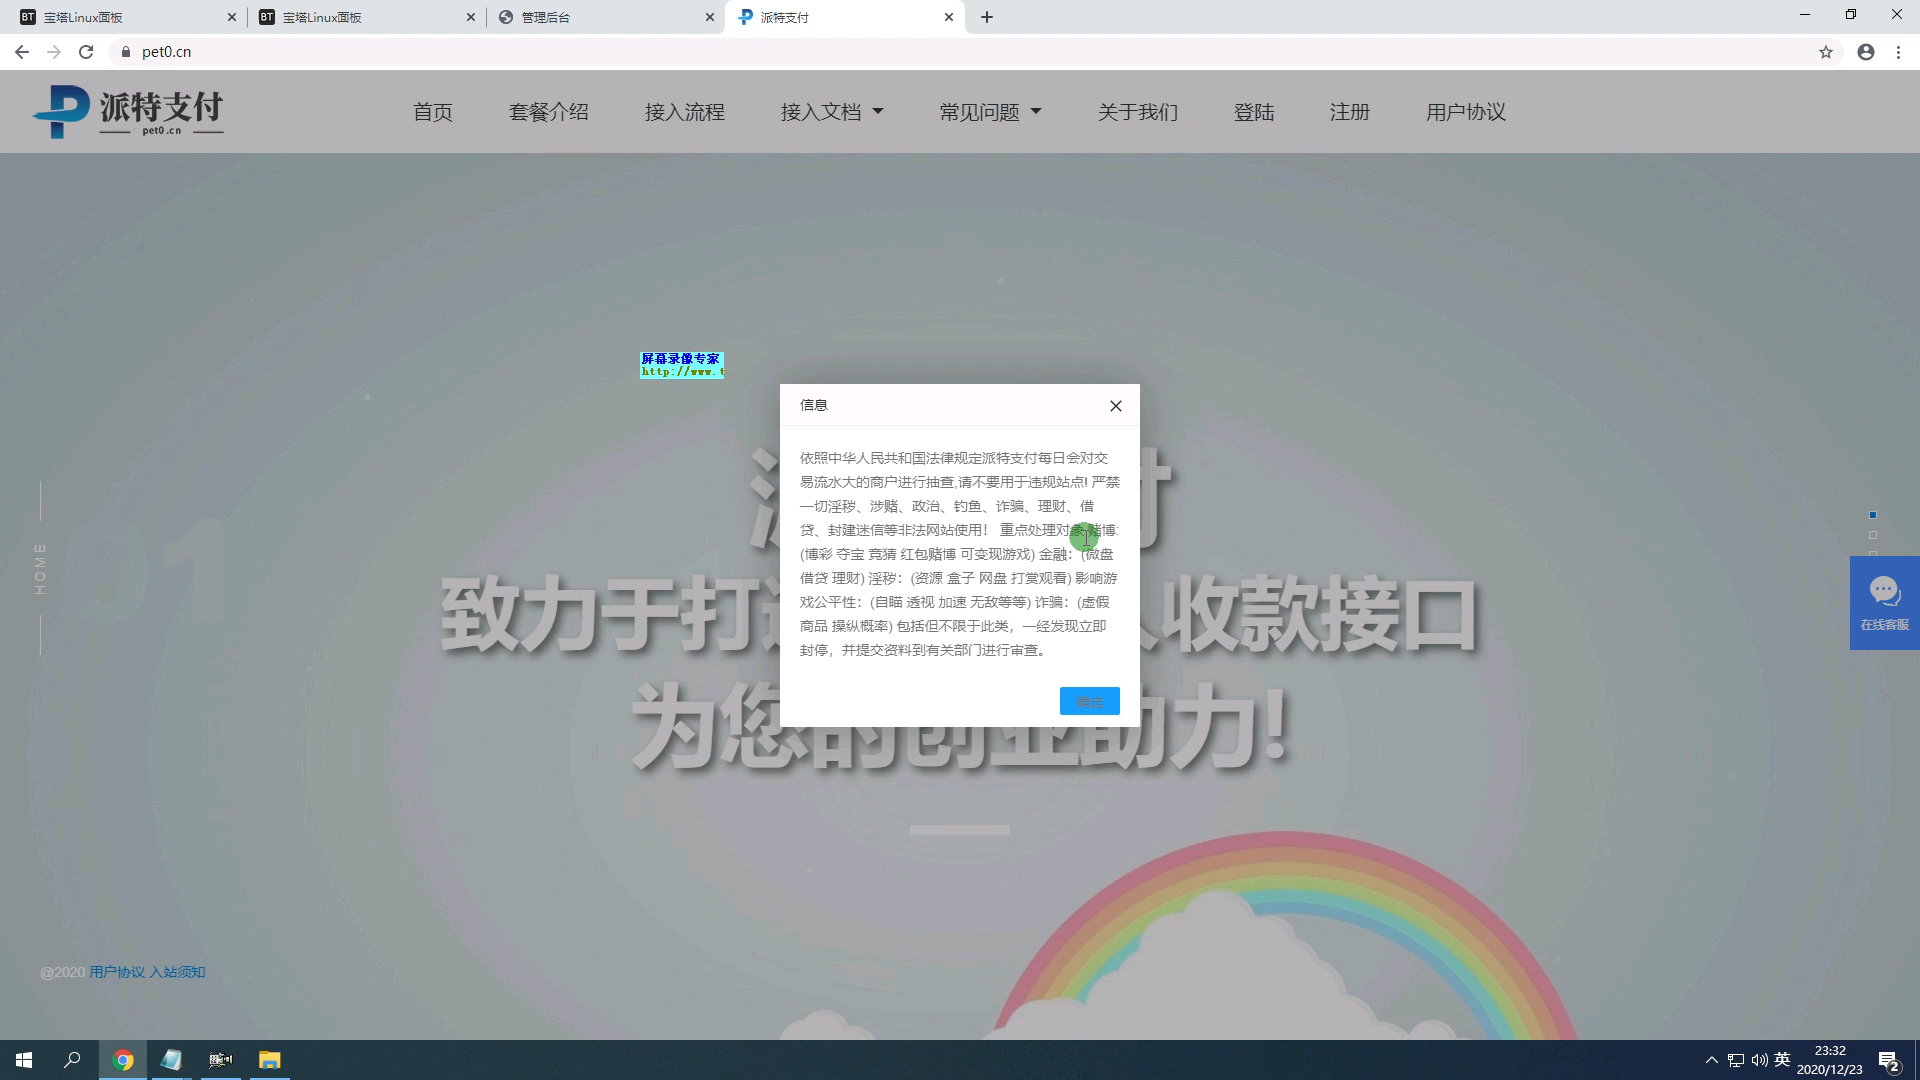 宝塔Linux面板
宝塔Linux面板
管理后台
派特支付
pet0.cn
派特支付
pet0.cn
首页
套餐介绍
接入流程
接入文档
常见问题
关于我们
登陆
注册
用户协议
屏幕录像专家
http://www.t
信息
依照中华人民共和国法律规定派特支付每日会对交
易流水大的商户进行抽查,请不要用于违规站点! 严禁
一切淫秽、涉赌、政治、钓鱼、诈骗、理财、借
贷、封建迷信等非法网站使用！ 重点处理对象 赌博:
(博彩 夺宝 竞猜 红包赌博 可变现游戏) 金融：(微盘
借贷 理财) 淫秽：(资源 盒子 网盘 打赏观看) 影响游
戏公平性：(自瞄 透视 加速 无敌等等) 诈骗：(虚假
商品 操纵概率) 包括但不限于此类，一经发现立即
封停，并提交资料到有关部门进行审查。
确定
致力于打 收款接口
为您的创业助力!
HOME
01
在线客服
@2020 用户协议 入站须知
英
23:32
2020/12/23
2